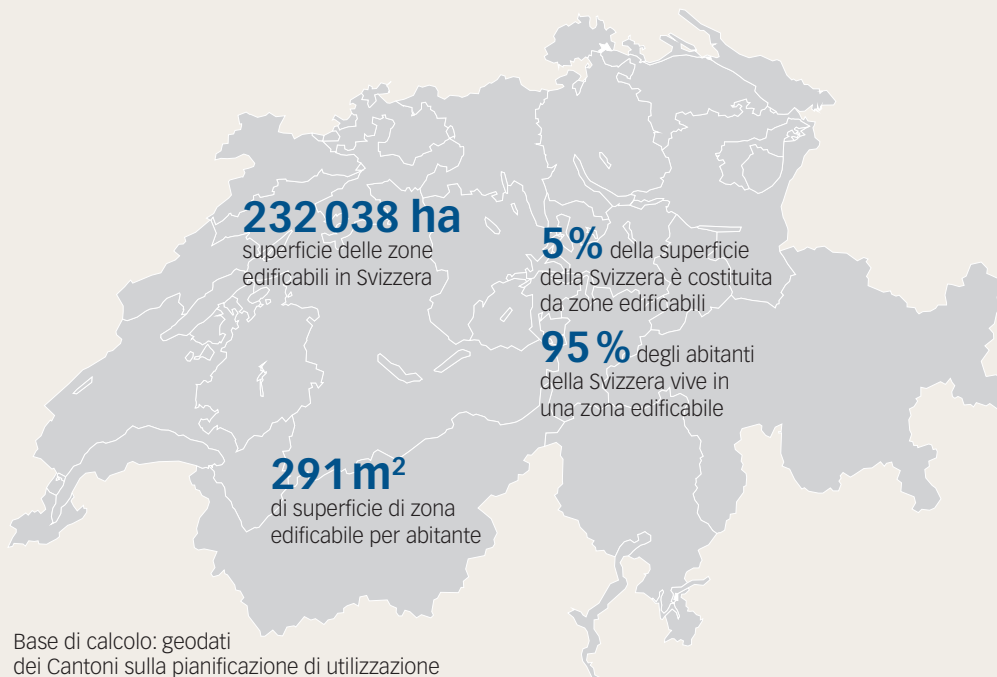 232 038 ha
superficie delle zone
edificabili in Svizzera
5 % della superficie
della Svizzera è costituita
da zone edificabili
95 % degli abitanti
della Svizzera vive in
una zona edificabile
291 m²
di superficie di zona
edificabile per abitante
Base di calcolo: geodati
dei Cantoni sulla pianificazione di utilizzazione